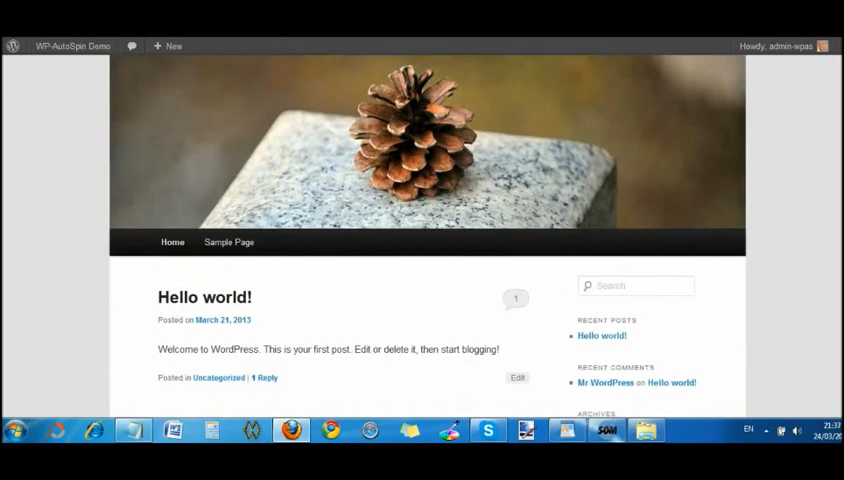 WP-AutoSpin Demo
New
Howdy, admin-wpas
Home
Sample Page
Hello world!
1
Posted on March 21, 2013
Welcome to WordPress. This is your first post. Edit or delete it, then start blogging!
Posted in Uncategorized | 1 Reply
Edit
Search
RECENT POSTS
Hello world!
RECENT COMMENTS
Mr WordPress on Hello world!
ARCHIVES
SOM
EN
21:37
24/03/20